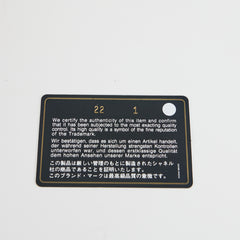 22 1
We certify the authenticity of this item and confirm
that it has been subjected to the most exacting quality
control. Its high quality is a symbol of the fine reputation
of the Trademark.
Wir bestätigen, dass es sich um einen Artikel handelt,
der während seiner Herstellung strengsten Kontrollen
unterworfen war, und dessen erstklassige Qualität
dem hohen Ansehen unserer Marke entspricht.
この製品は厳しい管理のもとに製造されたシャネル
社の商品であることを証明いたします。
このブランド・マークは最高級品質の象徴です。